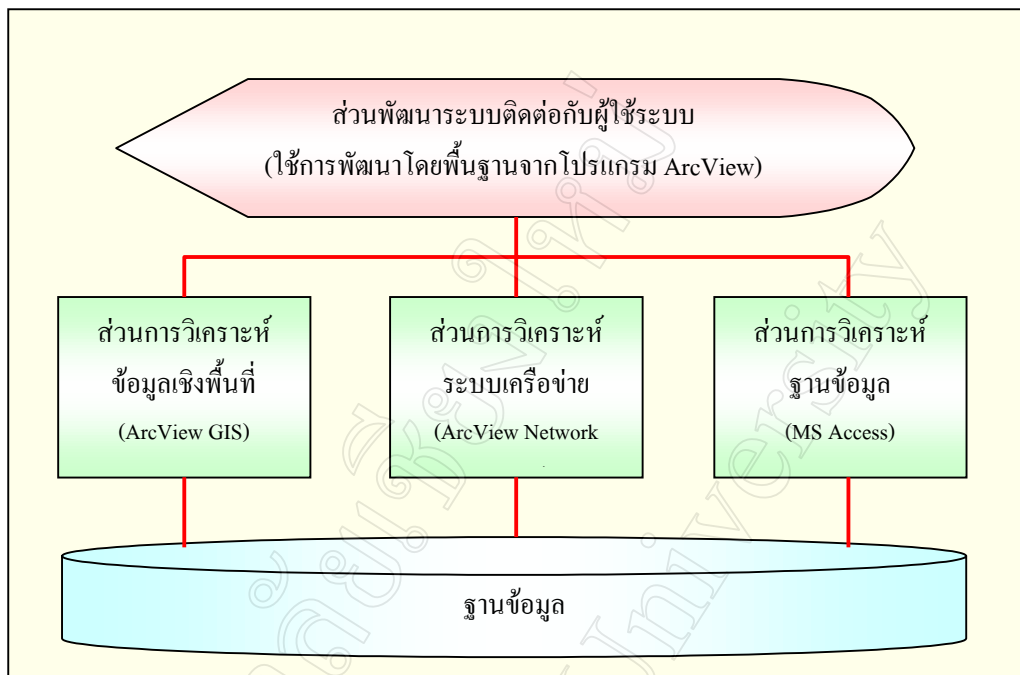 ส่วนพัฒนาระบบติดต่อกับผู้ใช้ระบบ
(ใช้การพัฒนาโดยพื้นฐานจากโปรแกรม ArcView)
ส่วนการวิเคราะห์
ข้อมูลเชิงพื้นที่
(ArcView GIS)
ส่วนการวิเคราะห์
ระบบเครือข่าย
(ArcView Network
ส่วนการวิเคราะห์
ฐานข้อมูล
(MS Access)
ฐานข้อมูล
University